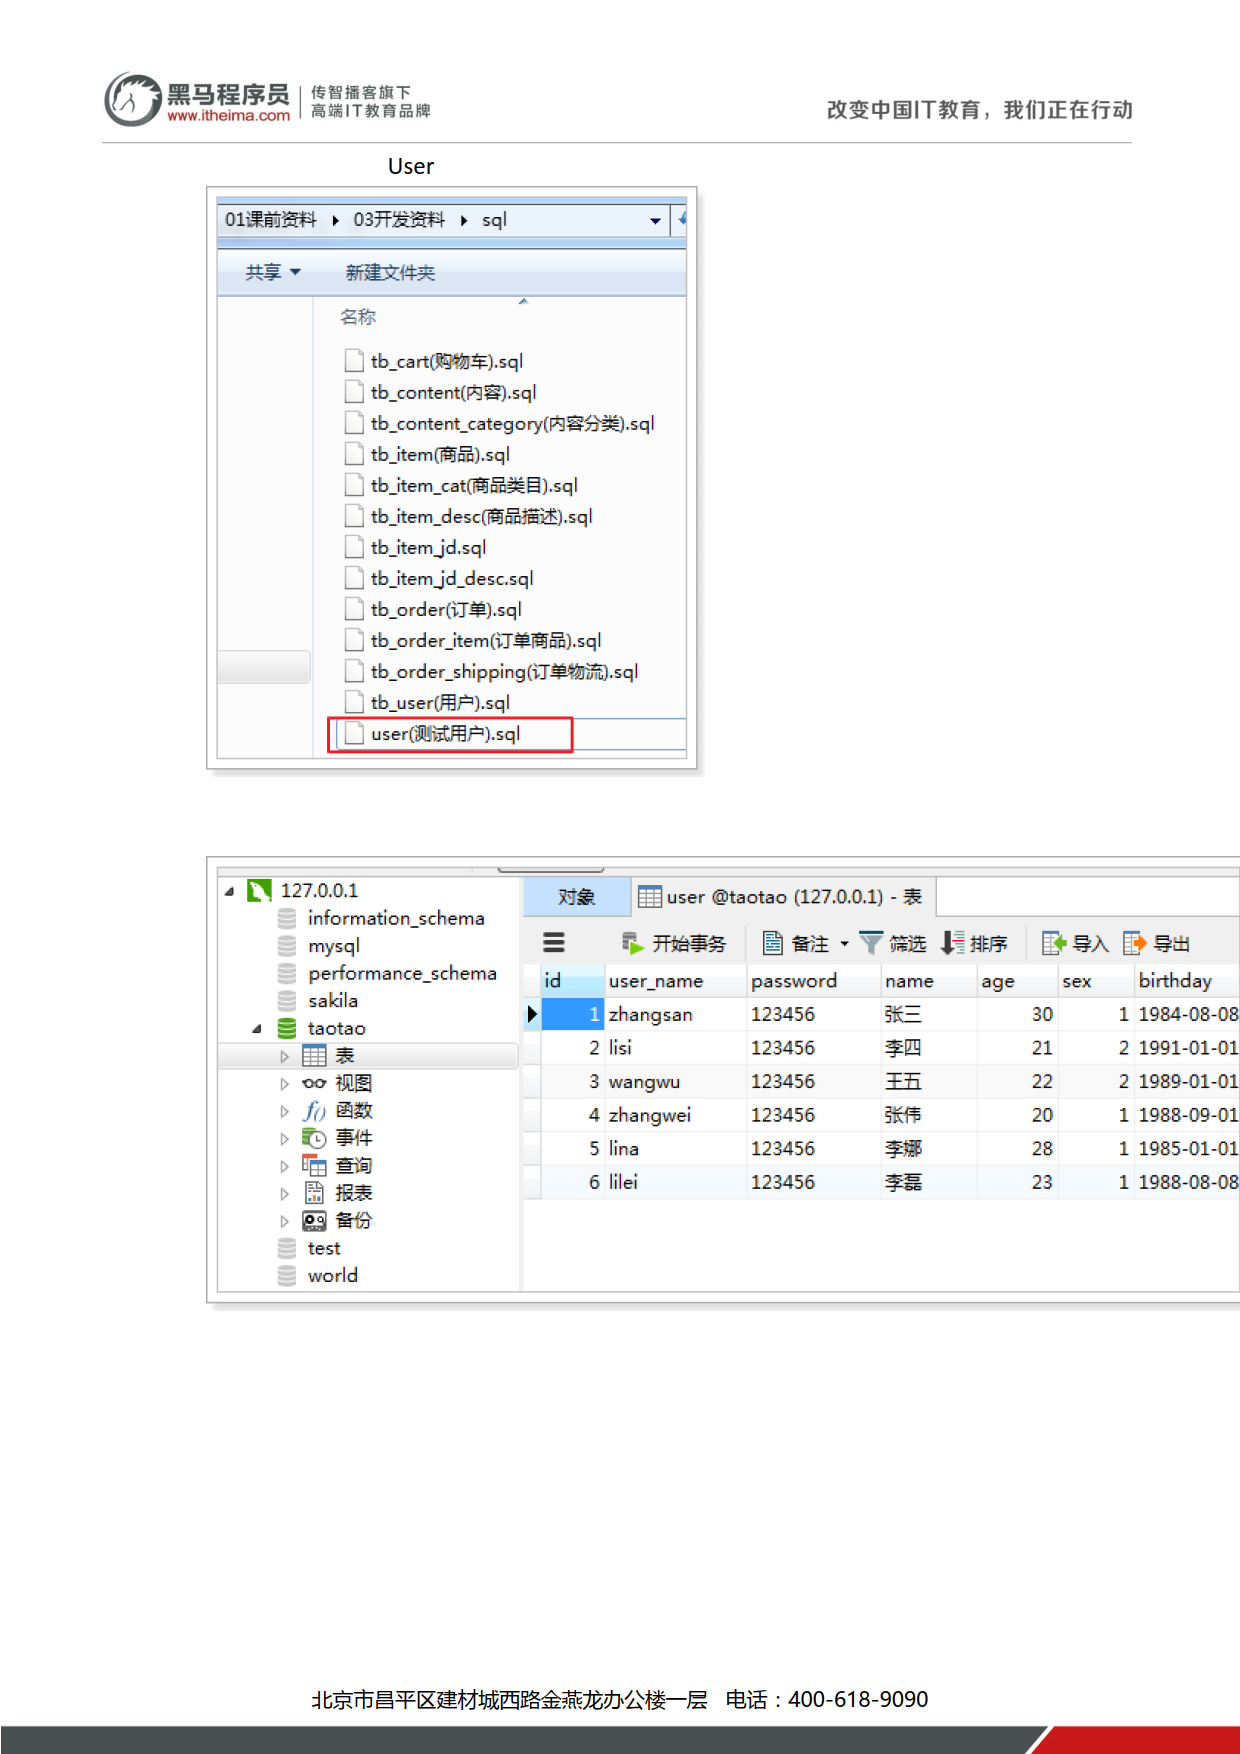 黑马程序员
www.itheima.com
传智播客旗下
高端IT教育品牌
改变中国IT教育，我们正在行动
User
01课前资料 03开发资料 sql
共享 新建文件夹
名称
tb_cart(购物车).sql
tb_content(内容).sql
tb_content_category(内容分类).sql
tb_item(商品).sql
tb_item_cat(商品类目).sql
tb_item_desc(商品描述).sql
tb_item_jd.sql
tb_item_jd_desc.sql
tb_order(订单).sql
tb_order_item(订单商品).sql
tb_order_shipping(订单物流).sql
tb_user(用户).sql
user(测试用户).sql
127.0.0.1
information_schema
mysql
performance_schema
sakila
taotao
表
视图
函数
事件
查询
报表
备份
test
world
对象 user @taotao (127.0.0.1) - 表
开始事务 备注 筛选 排序 导入 导出
id user_name password name age sex birthday
1 zhangsan 123456 张三 30 1 1984-08-08
2 lisi 123456 李四 21 2 1991-01-01
3 wangwu 123456 王五 22 2 1989-01-01
4 zhangwei 123456 张伟 20 1 1988-09-01
5 lina 123456 李娜 28 1 1985-01-01
6 lilei 123456 李磊 23 1 1988-08-08
北京市昌平区建材城西路金燕龙办公楼一层 电话：400-618-9090